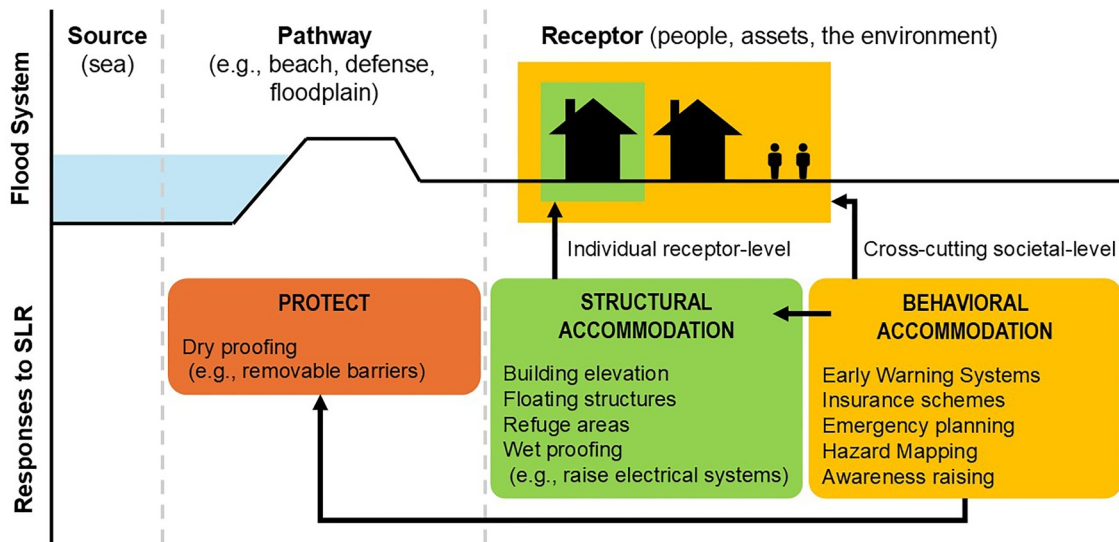 Flood System
Source
(sea)
Pathway
(e.g., beach, defense,
floodplain)
Receptor (people, assets, the environment)
Individual receptor-level
Cross-cutting societal-level
Responses to SLR
PROTECT
Dry proofing
(e.g., removable barriers)
STRUCTURAL
ACCOMMODATION
Building elevation
Floating structures
Refuge areas
Wet proofing
(e.g., raise electrical systems)
BEHAVIORAL
ACCOMMODATION
Early Warning Systems
Insurance schemes
Emergency planning
Hazard Mapping
Awareness raising